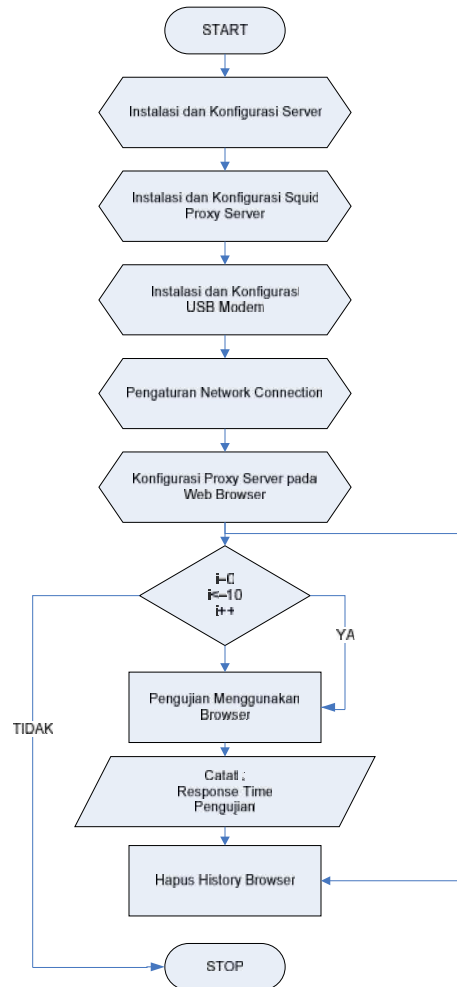 START
Instalasi dan Konfigurasi Server
Instalasi dan Konfigurasi Squid
Proxy Server
Instalasi dan Konfigurasi
USB Modem
Pengaturan Network Connection
Konfigurasi Proxy Server pada
Web Browser
i=0
i<=10
i++
YA
Pengujian Menggunakan
Browser
TIDAK
Catat :
Response Time
Pengujian
Hapus History Browser
STOP